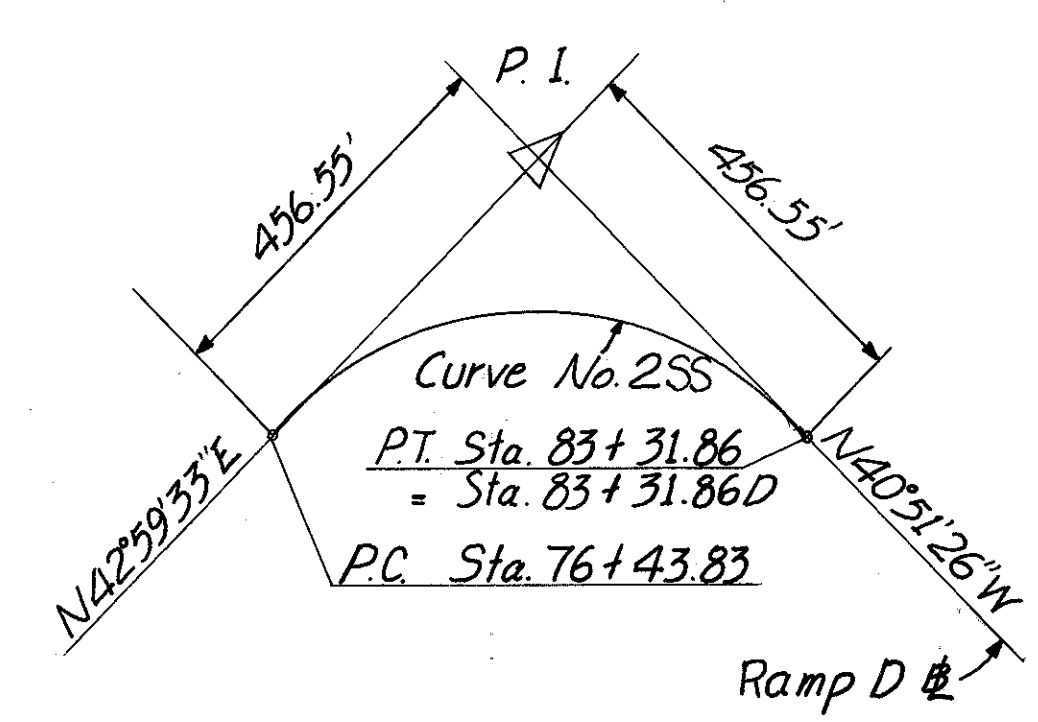 P. I.
456.55'
456.55'
Curve No. 2SS
P.T. Sta. 83 + 31.86
= Sta. 83 + 31.86D
P.C. Sta. 76 + 43.83
N42°59'33"E
N40°51'26"W
Ramp D ⅊